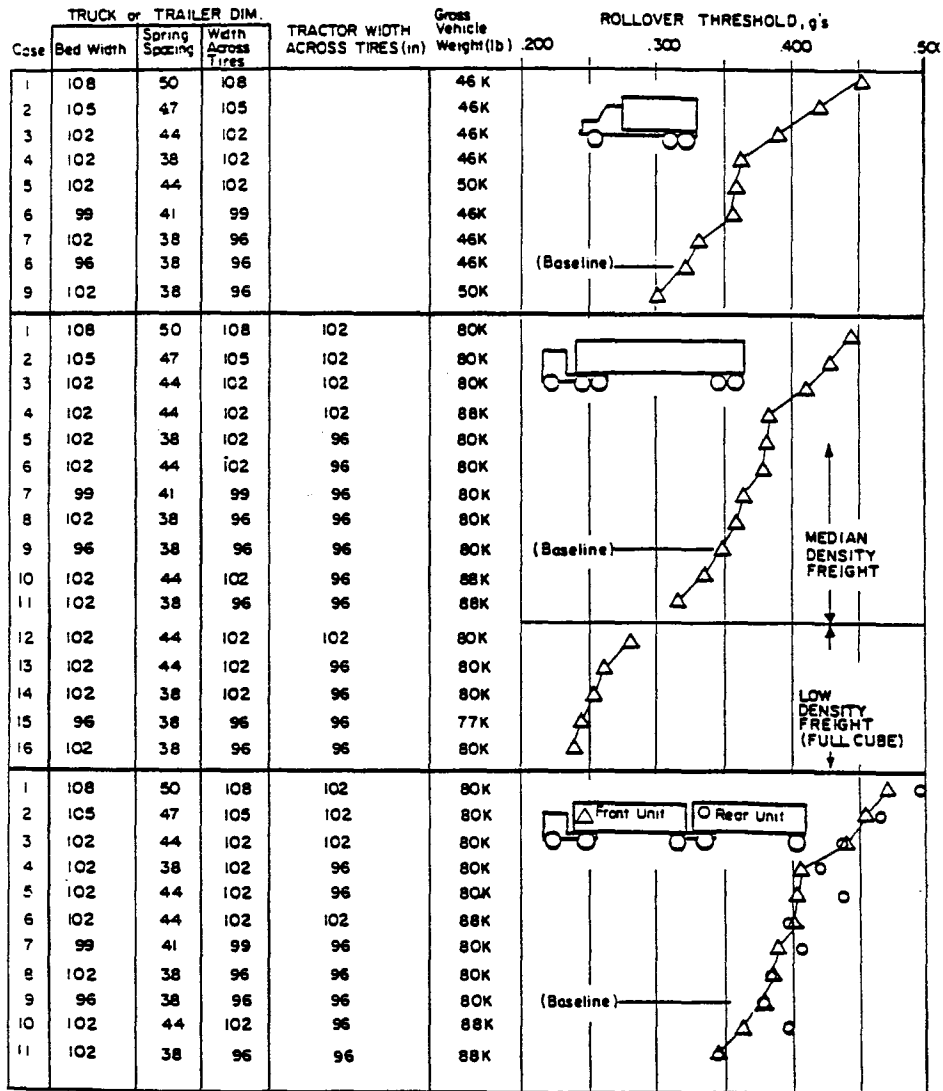 TRUCK or TRAILER DIM.
Case Bed Width Spring Spacing Width Across Tires TRACTOR WIDTH ACROSS TIRES (in) Gross Vehicle Weight (lb) ROLLOVER THRESHOLD, g's
.200 .300 .400 .500
1 108 50 108 46K
2 105 47 105 46K
3 102 44 102 46K
4 102 38 102 46K
5 102 44 102 50K
6 99 41 99 46K
7 102 38 96 46K
8 96 38 96 46K (Baseline)
9 102 38 96 50K
1 108 50 108 102 80K
2 105 47 105 102 80K
3 102 44 102 102 80K
4 102 44 102 102 88K
5 102 38 102 96 80K
6 102 44 102 96 80K
7 99 41 99 96 80K
8 102 38 96 96 80K
9 96 38 96 96 80K (Baseline)
10 102 44 102 96 88K
11 102 38 96 96 88K
MEDIAN DENSITY FREIGHT
12 102 44 102 102 80K
13 102 44 102 96 80K
14 102 38 102 96 80K
15 96 38 96 96 77K
16 102 38 96 96 80K
LOW DENSITY FREIGHT (FULL CUBE)
1 108 50 108 102 80K
2 105 47 105 102 80K Front Unit Rear Unit
3 102 44 102 102 80K
4 102 38 102 96 80K
5 102 44 102 96 80K
6 102 44 102 102 88K
7 99 41 99 96 80K
8 102 38 96 96 80K
9 96 38 96 96 80K (Baseline)
10 102 44 102 96 88K
11 102 38 96 96 88K